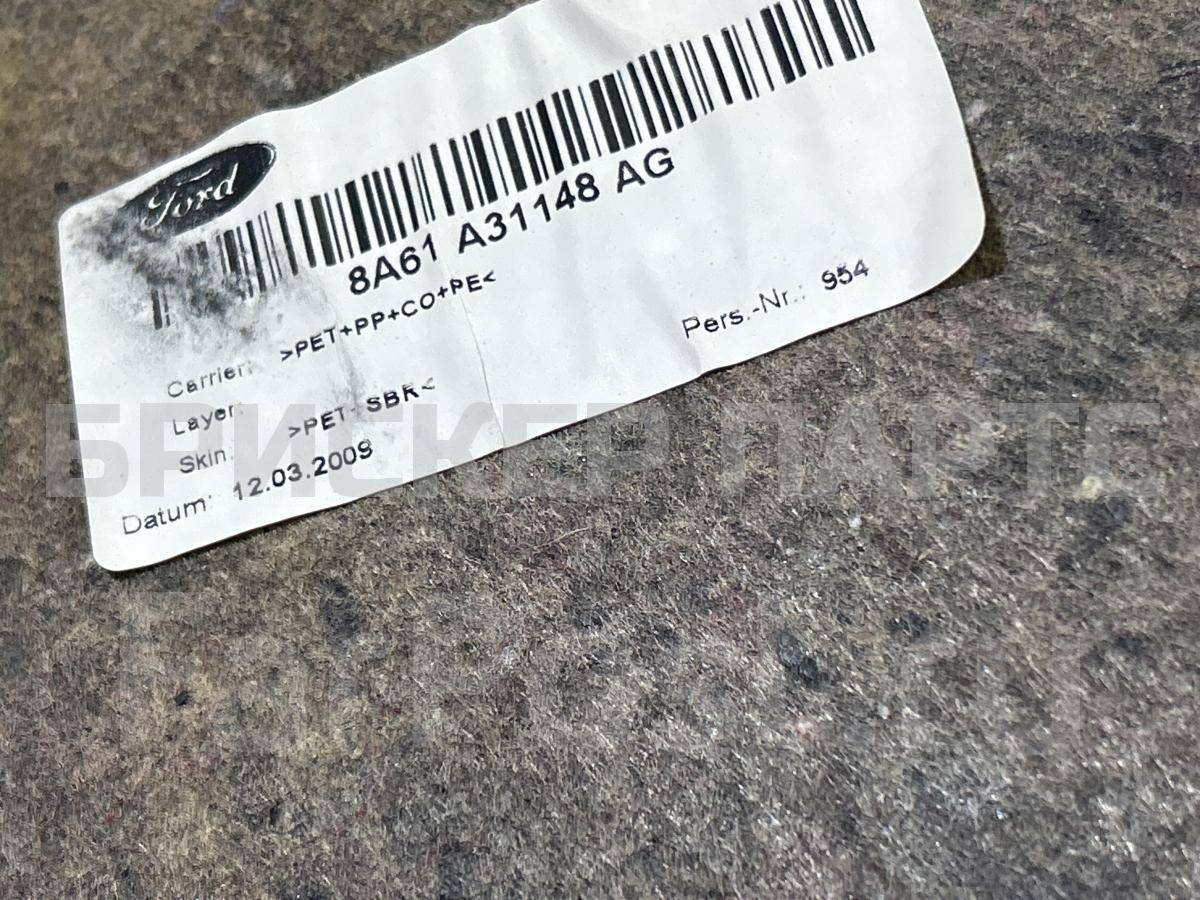 Ford
8A61 A31148 AG
Carrier: >PET+PP+CO+PE<
Layer:
Skin: >PET+SBR<
Pers.-Nr.: 954
Datum: 12.03.2009
БРИСКЕР ПАРТС